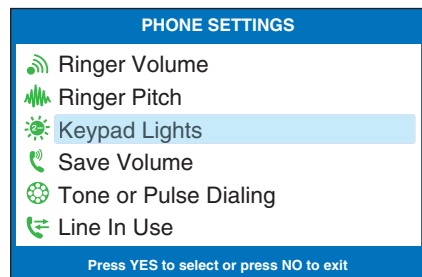 PHONE SETTINGS
Ringer Volume
Ringer Pitch
Keypad Lights
Save Volume
Tone or Pulse Dialing
Line In Use
Press YES to select or press NO to exit